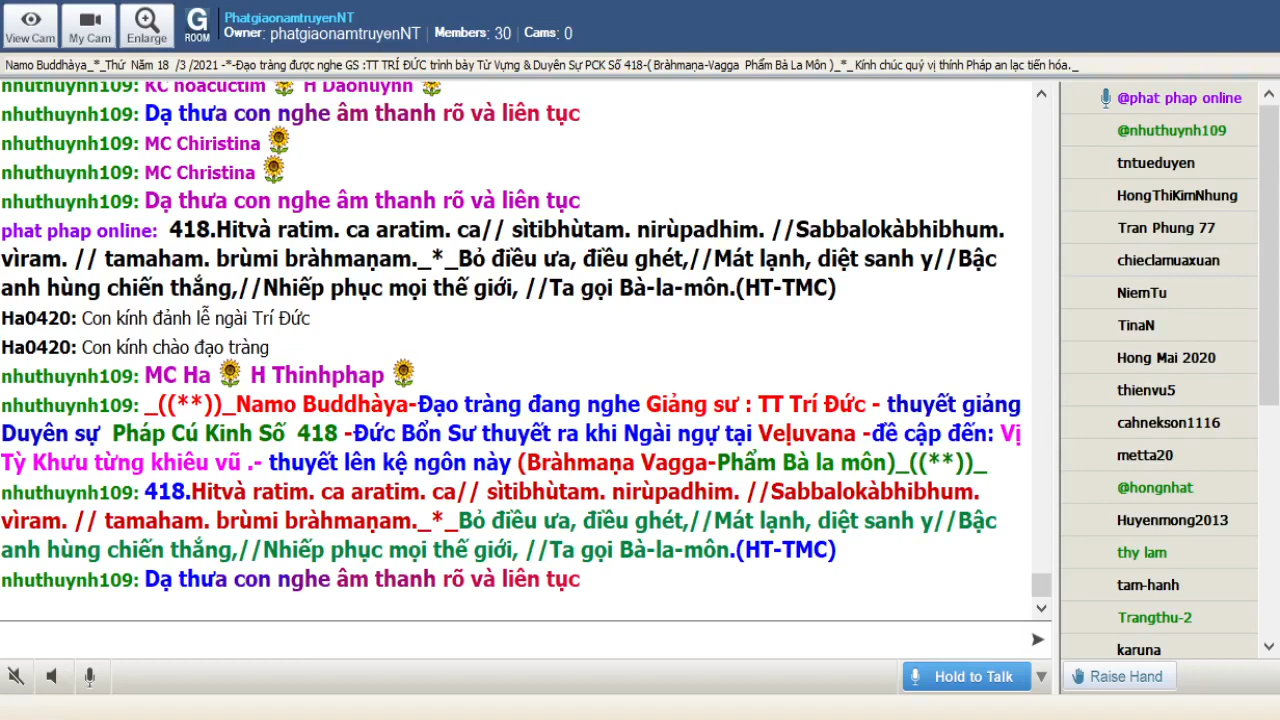 View Cam
My Cam
Enlarge
G
ROOM
PhatgiaonamtruyenNT
Owner: phatgiaonamtruyenNT | Members: 30 | Cams: 0
Namo Buddhàya_*_Thứ Năm 18 /3 /2021 -*-Đạo tràng được nghe GS :TT TRÍ ĐỨC trình bày Từ Vựng & Duyên Sự PCK Số 418-( Bràhmaṇa-Vagga Phẩm Bà La Môn )_*_ Kính chúc quý vị thính Pháp an lạc tiến hóa._
nhuthuynh109: KC noacuctim H Daohuynh
nhuthuynh109: Dạ thưa con nghe âm thanh rõ và liên tục
nhuthuynh109: MC Chiristina
nhuthuynh109: MC Christina
nhuthuynh109: Dạ thưa con nghe âm thanh rõ và liên tục
phat phap online: 418.Hitvà ratim. ca aratim. ca// sìtibhùtam. nirùpadhim. //Sabbalokàbhibhum.
vìram. // tamaham. brùmi bràhmaṇam._*_Bỏ điều ưa, điều ghét,//Mát lạnh, diệt sanh y//Bậc
anh hùng chiến thắng,//Nhiếp phục mọi thế giới, //Ta gọi Bà-la-môn.(HT-TMC)
Ha0420: Con kính đảnh lễ ngài Trí Đức
Ha0420: Con kính chào đạo tràng
nhuthuynh109: MC Ha H Thinhphap
nhuthuynh109: _((**))_Namo Buddhàya-Đạo tràng đang nghe Giảng sư : TT Trí Đức - thuyết giảng
Duyên sự Pháp Cú Kinh Số 418 -Đức Bổn Sư thuyết ra khi Ngài ngự tại Veḷuvana -đề cập đến: Vị
Tỳ Khưu từng khiêu vũ .- thuyết lên kệ ngôn này (Bràhmaṇa Vagga-Phẩm Bà la môn)_((**))_
nhuthuynh109: 418.Hitvà ratim. ca aratim. ca// sìtibhùtam. nirùpadhim. //Sabbalokàbhibhum.
vìram. // tamaham. brùmi bràhmaṇam._*_Bỏ điều ưa, điều ghét,//Mát lạnh, diệt sanh y//Bậc
anh hùng chiến thắng,//Nhiếp phục mọi thế giới, //Ta gọi Bà-la-môn.(HT-TMC)
nhuthuynh109: Dạ thưa con nghe âm thanh rõ và liên tục
@phat phap online
@nhuthuynh109
tntueduyen
HongThiKimNhung
Tran Phung 77
chieclamuaxuan
NiemTu
TinaN
Hong Mai 2020
thienvu5
cahnekson1116
metta20
@hongnhat
Huyenmong2013
thy lam
tam-hanh
Trangthu-2
karuna
Hold to Talk
Raise Hand